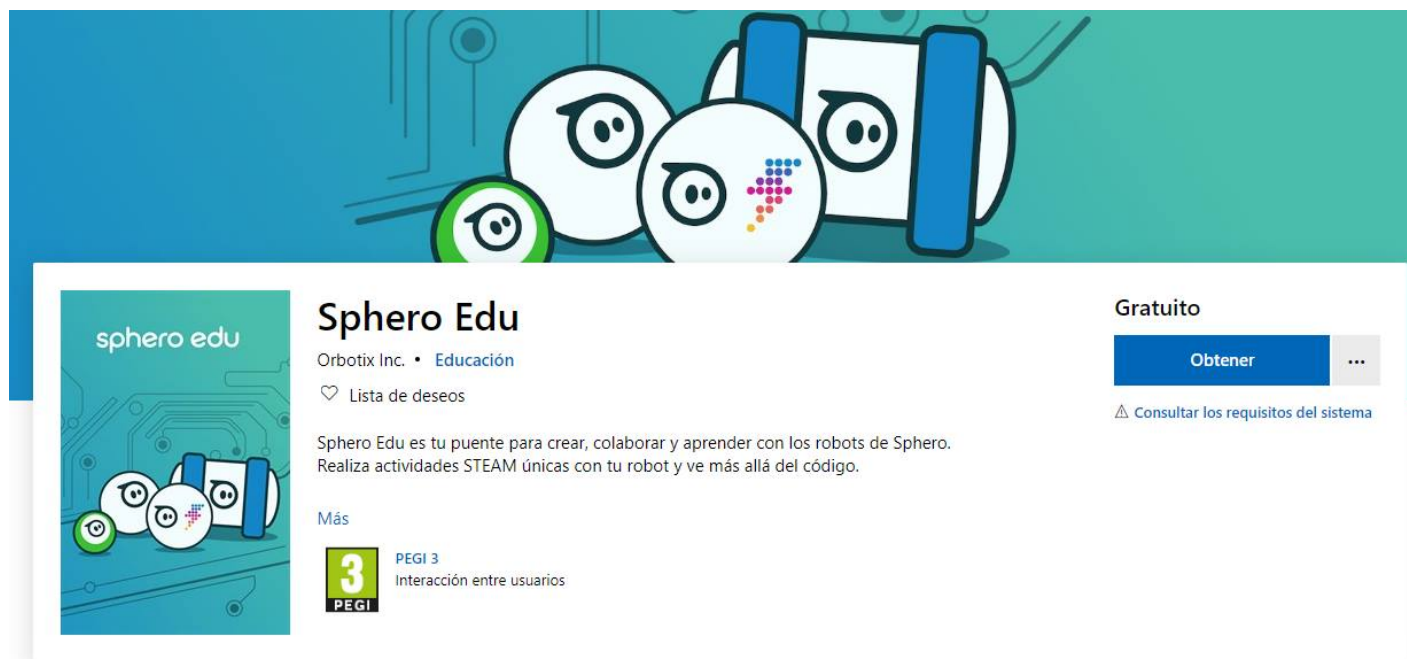 sphero edu
Sphero Edu
Orbotix Inc. • Educación
Lista de deseos
Sphero Edu es tu puente para crear, colaborar y aprender con los robots de Sphero.
Realiza actividades STEAM únicas con tu robot y ve más allá del código.
Más
3
PEGI
PEGI 3
Interacción entre usuarios
Gratuito
Obtener
...
Consultar los requisitos del sistema